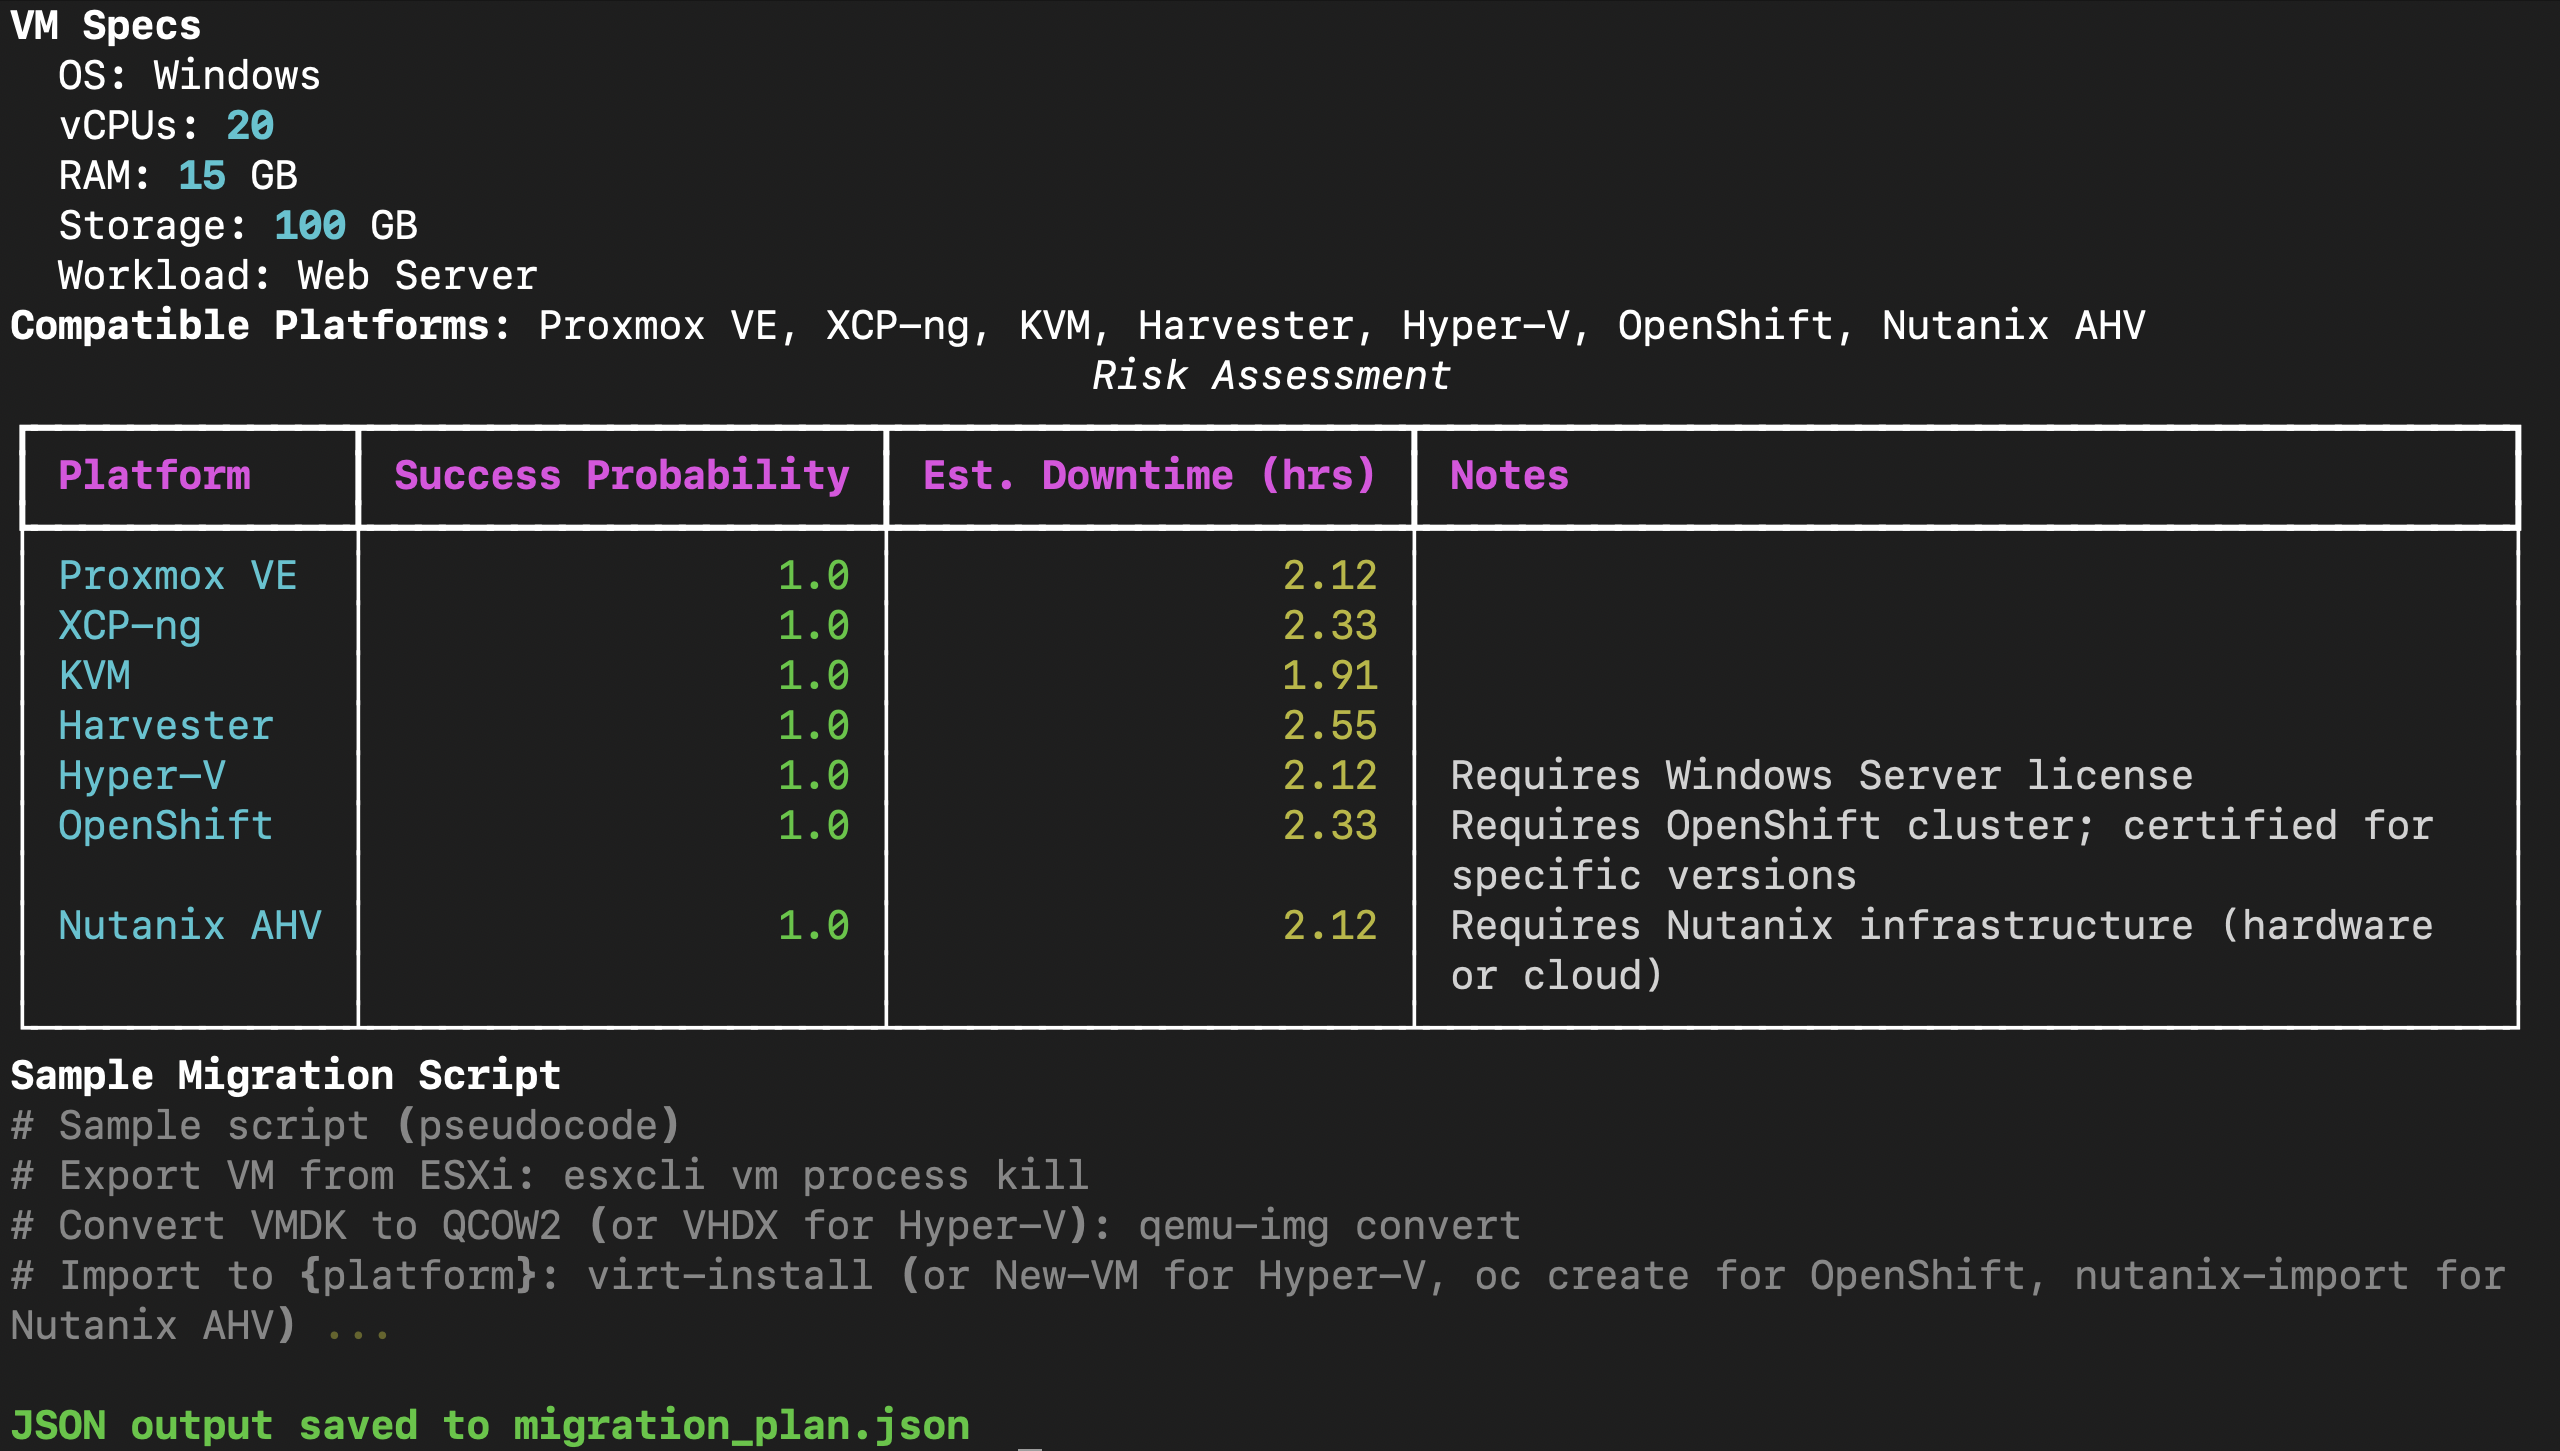 VM Specs
OS: Windows
vCPUs: 20
RAM: 15 GB
Storage: 100 GB
Workload: Web Server
Compatible Platforms: Proxmox VE, XCP-ng, KVM, Harvester, Hyper-V, OpenShift, Nutanix AHV
Risk Assessment
Platform Success Probability Est. Downtime (hrs) Notes
Proxmox VE 1.0 2.12
XCP-ng 1.0 2.33
KVM 1.0 1.91
Harvester 1.0 2.55
Hyper-V 1.0 2.12 Requires Windows Server license
OpenShift 1.0 2.33 Requires OpenShift cluster; certified for
specific versions
Nutanix AHV 1.0 2.12 Requires Nutanix infrastructure (hardware
or cloud)
Sample Migration Script
# Sample script (pseudocode)
# Export VM from ESXi: esxcli vm process kill
# Convert VMDK to QCOW2 (or VHDX for Hyper-V): qemu-img convert
# Import to {platform}: virt-install (or New-VM for Hyper-V, oc create for OpenShift, nutanix-import for
Nutanix AHV) ...
JSON output saved to migration_plan.json